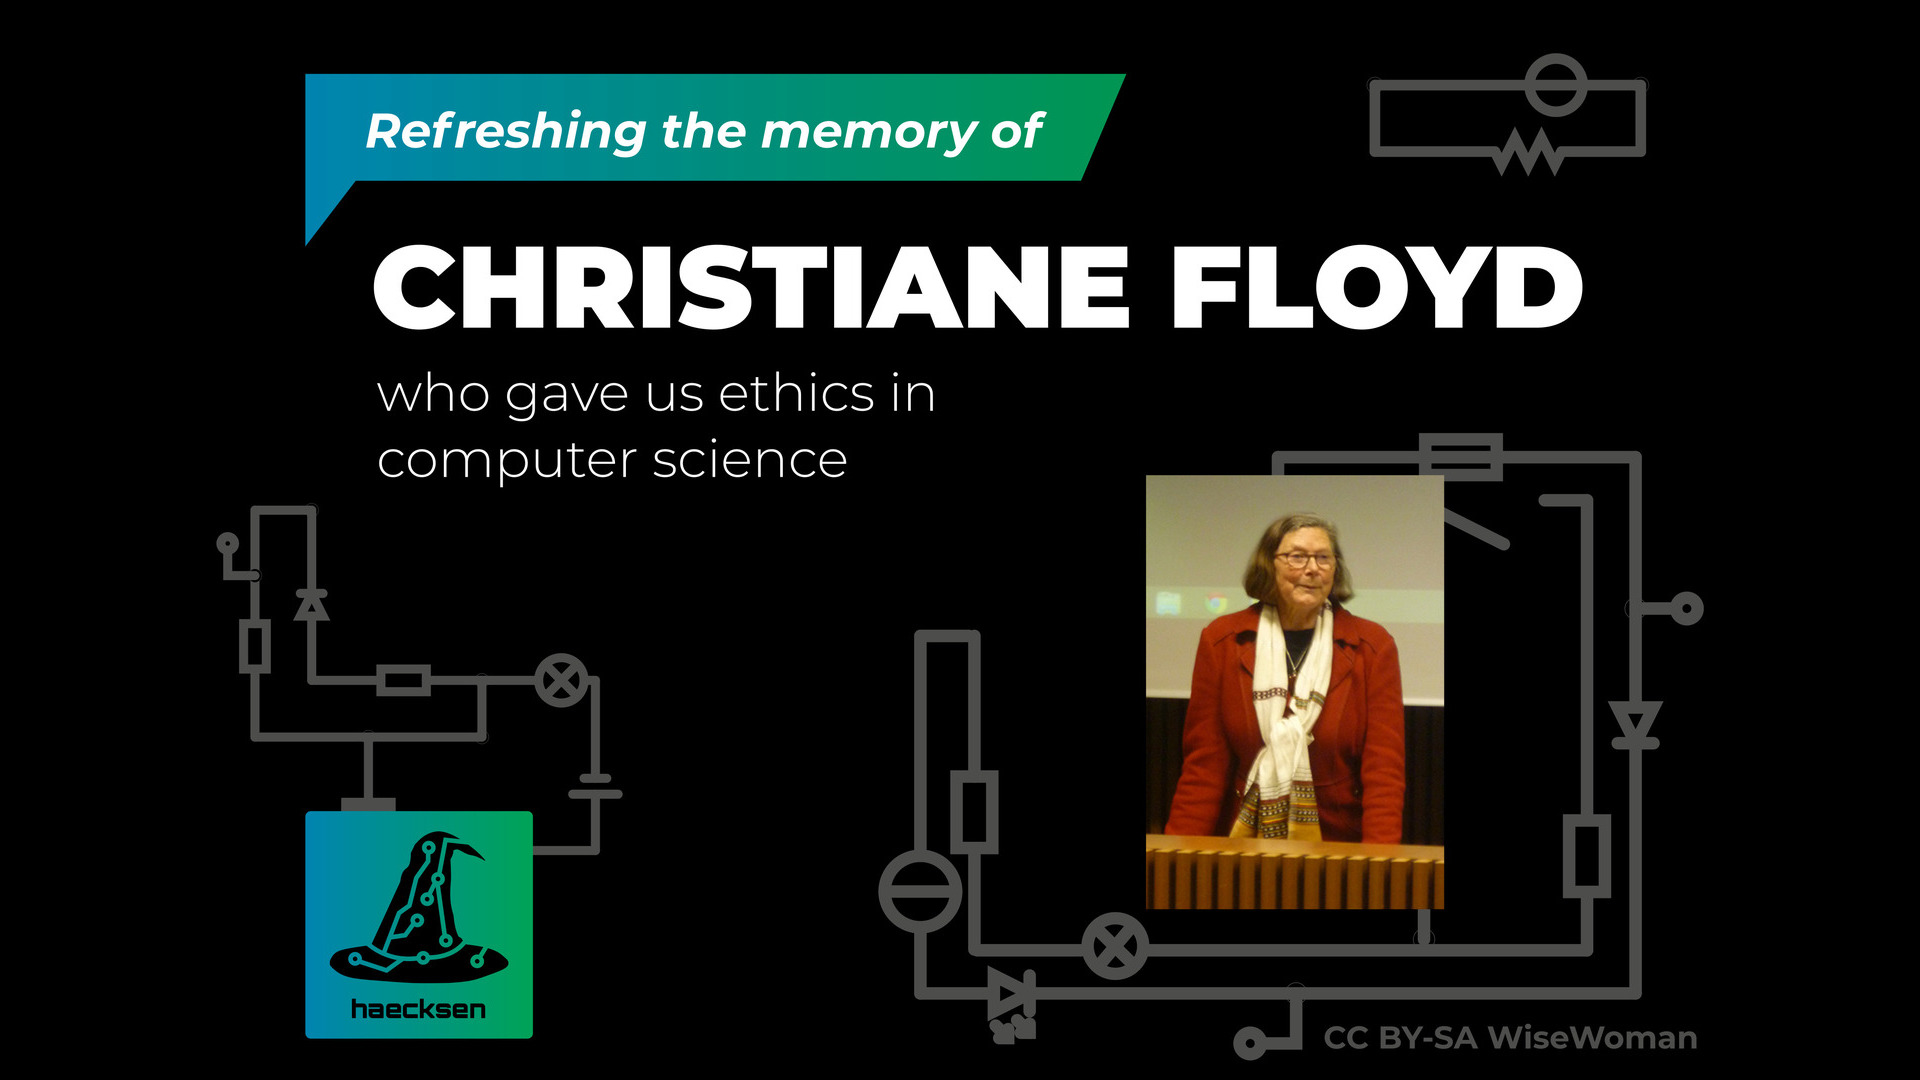 Refreshing the memory of
CHRISTIANE FLOYD
who gave us ethics in
computer science
haecksen
CC BY-SA WiseWoman